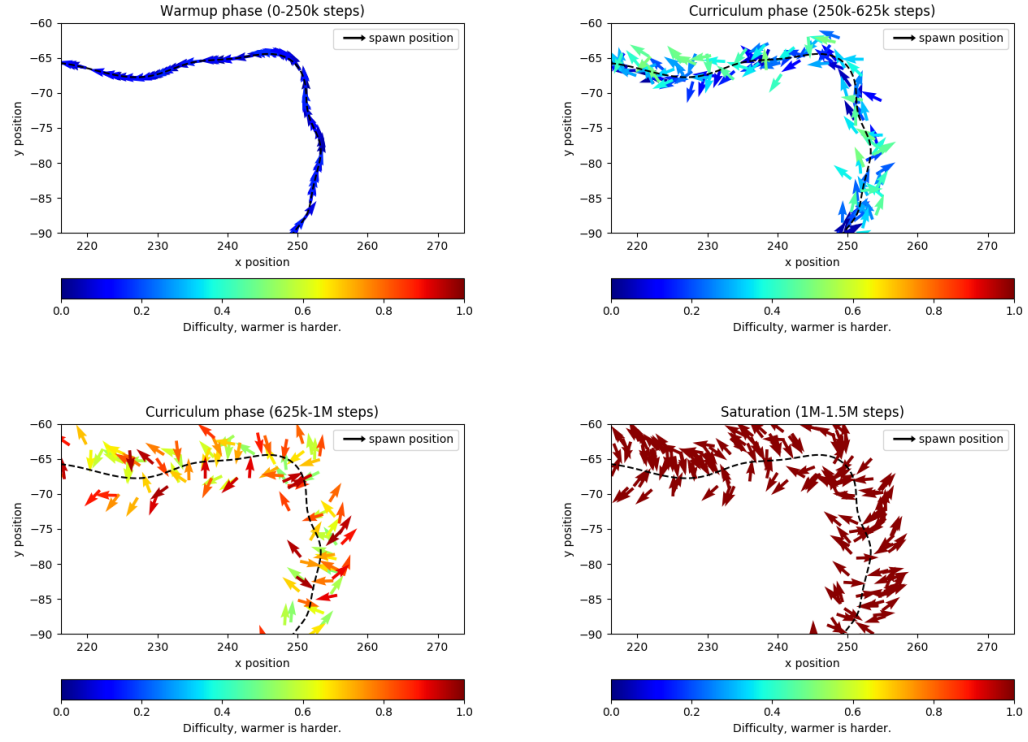 Warmup phase (0-250k steps)
Curriculum phase (250k-625k steps)
spawn position
spawn position
y position
−60
−65
−70
−75
−80
−85
−90
220 230 240 250 260 270
x position
y position
−60
−65
−70
−75
−80
−85
−90
220 230 240 250 260 270
x position
0.0 0.2 0.4 0.6 0.8 1.0
Difficulty, warmer is harder.
0.0 0.2 0.4 0.6 0.8 1.0
Difficulty, warmer is harder.
Curriculum phase (625k-1M steps)
Saturation (1M-1.5M steps)
spawn position
spawn position
y position
−60
−65
−70
−75
−80
−85
−90
220 230 240 250 260 270
x position
y position
−60
−65
−70
−75
−80
−85
−90
220 230 240 250 260 270
x position
0.0 0.2 0.4 0.6 0.8 1.0
Difficulty, warmer is harder.
0.0 0.2 0.4 0.6 0.8 1.0
Difficulty, warmer is harder.